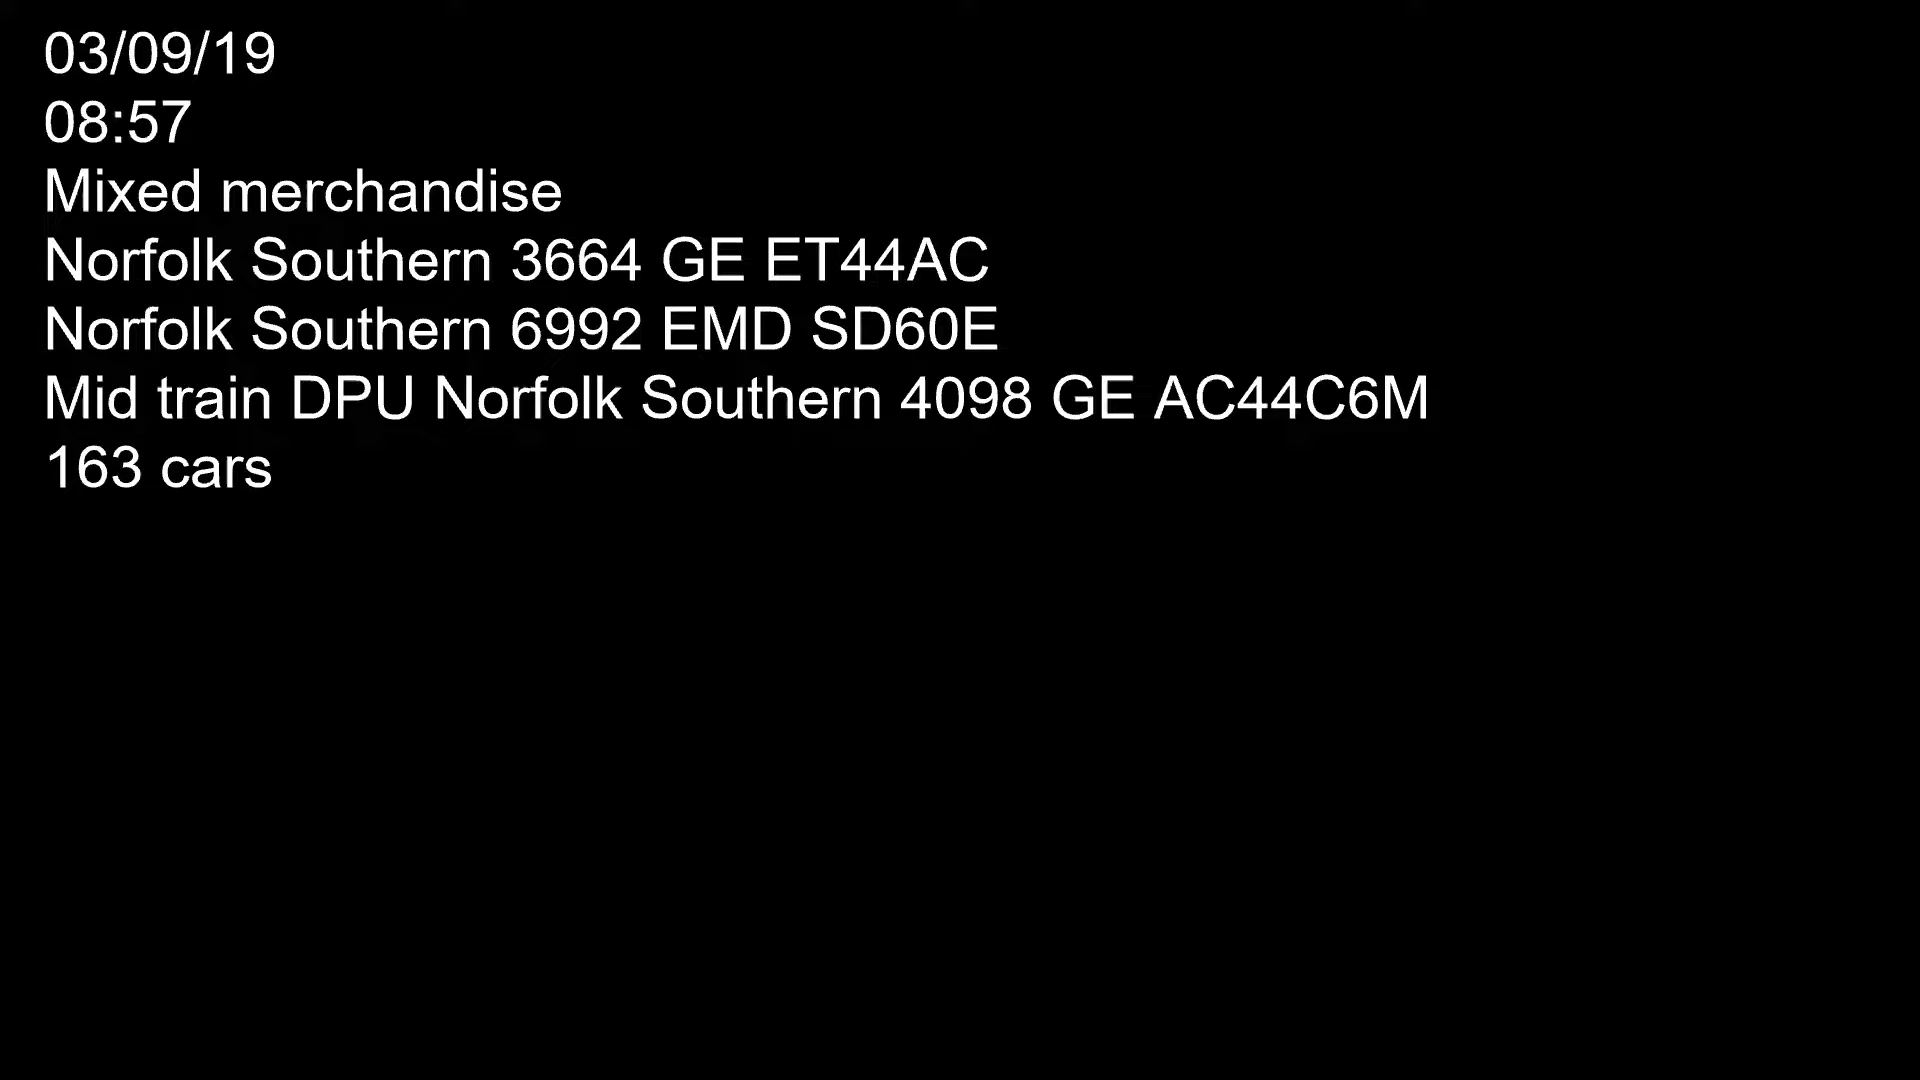 03/09/19
08:57
Mixed merchandise
Norfolk Southern 3664 GE ET44AC
Norfolk Southern 6992 EMD SD60E
Mid train DPU Norfolk Southern 4098 GE AC44C6M
163 cars